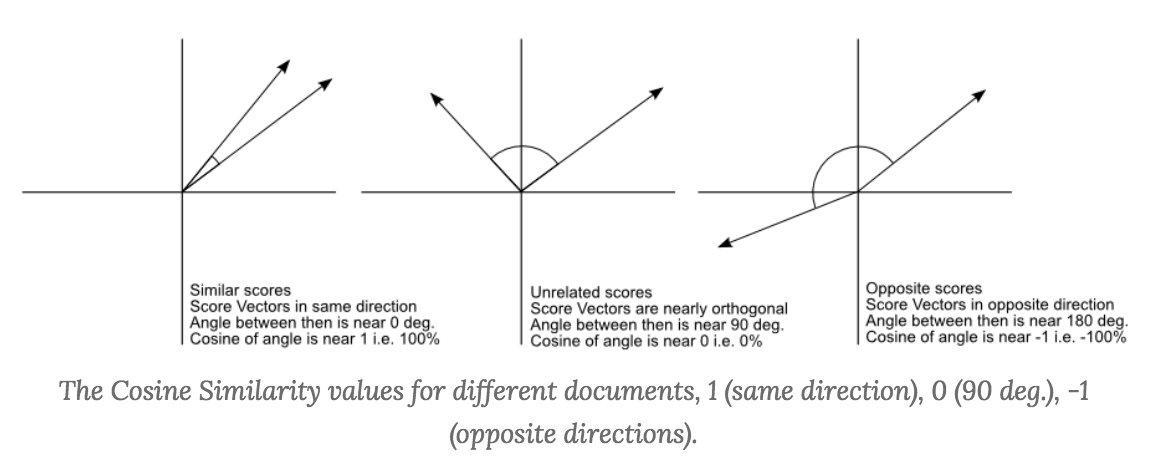 Similar scores
Score Vectors in same direction
Angle between then is near 0 deg.
Cosine of angle is near 1 i.e. 100%
Unrelated scores
Score Vectors are nearly orthogonal
Angle between then is near 90 deg.
Cosine of angle is near 0 i.e. 0%
Opposite scores
Score Vectors in opposite direction
Angle between then is near 180 deg.
Cosine of angle is near -1 i.e. -100%
The Cosine Similarity values for different documents, 1 (same direction), 0 (90 deg.), -1
(opposite directions).